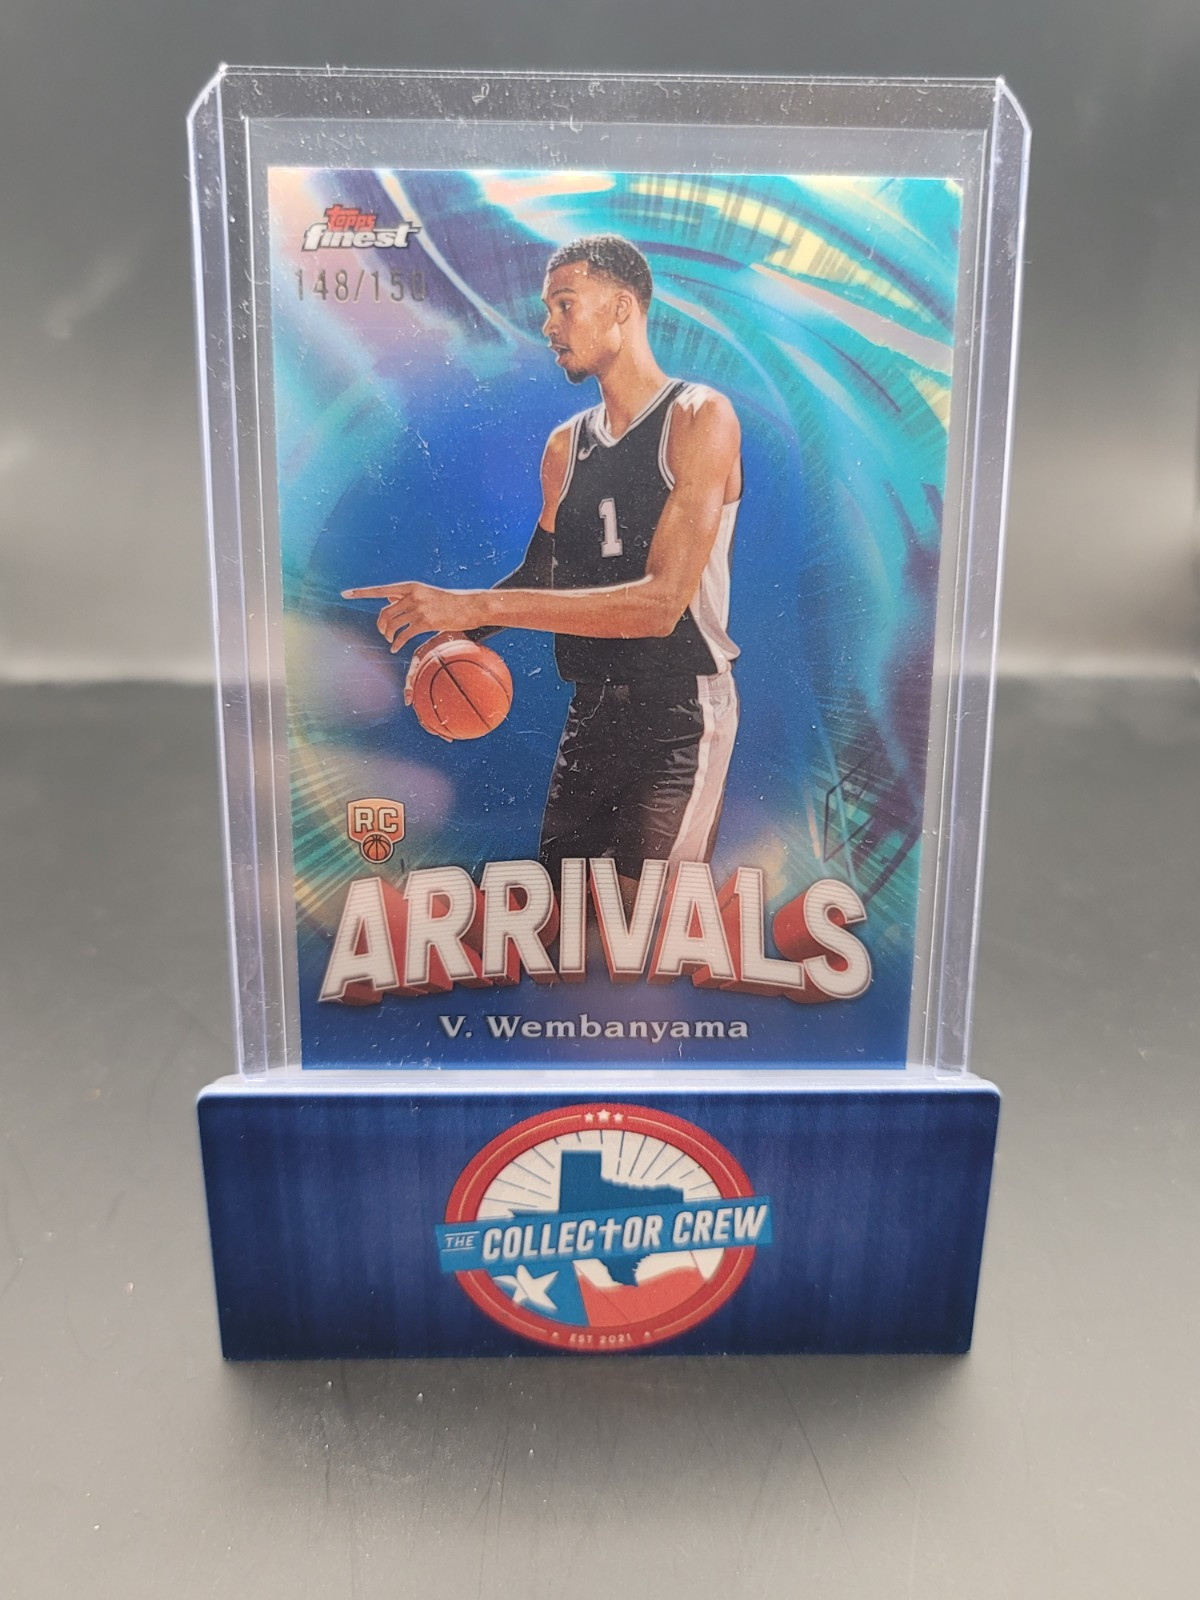 Topps
finest
148/150
1
RC
ARRIVALS
V. Wembanyama
THE COLLECTOR CREW
EST 2021